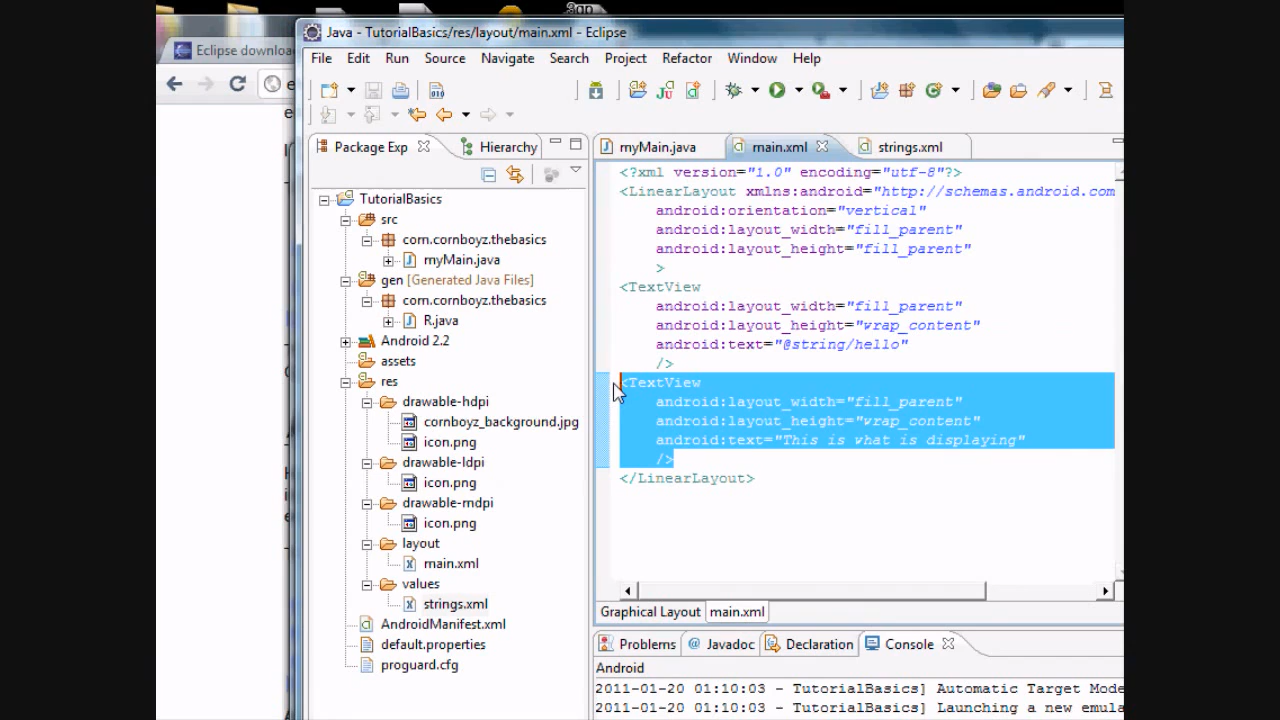 3gp
Java - TutorialBasics/res/layout/main.xml - Eclipse
Eclipse downloa
File Edit Run Source Navigate Search Project Refactor Window Help
Package Exp
Hierarchy
myMain.java
main.xml
strings.xml
TutorialBasics
src
com.cornboyz.thebasics
myMain.java
gen [Generated Java Files]
com.cornboyz.thebasics
R.java
Android 2.2
assets
res
drawable-hdpi
cornboyz_background.jpg
icon.png
drawable-ldpi
icon.png
drawable-mdpi
icon.png
layout
main.xml
values
strings.xml
AndroidManifest.xml
default.properties
proguard.cfg
<?xml version="1.0" encoding="utf-8"?>
<LinearLayout xmlns:android="http://schemas.android.com
android:orientation="vertical"
android:layout_width="fill_parent"
android:layout_height="fill_parent"
>
<TextView
android:layout_width="fill_parent"
android:layout_height="wrap_content"
android:text="@string/hello"
/>
<TextView
android:layout_width="fill_parent"
android:layout_height="wrap_content"
android:text="This is what is displaying"
/>
</LinearLayout>
Graphical Layout main.xml
Problems @ Javadoc Declaration Console
Android
2011-01-20 01:10:03 - TutorialBasics] Automatic Target Mode
2011-01-20 01:10:03 - TutorialBasics] Launching a new emula